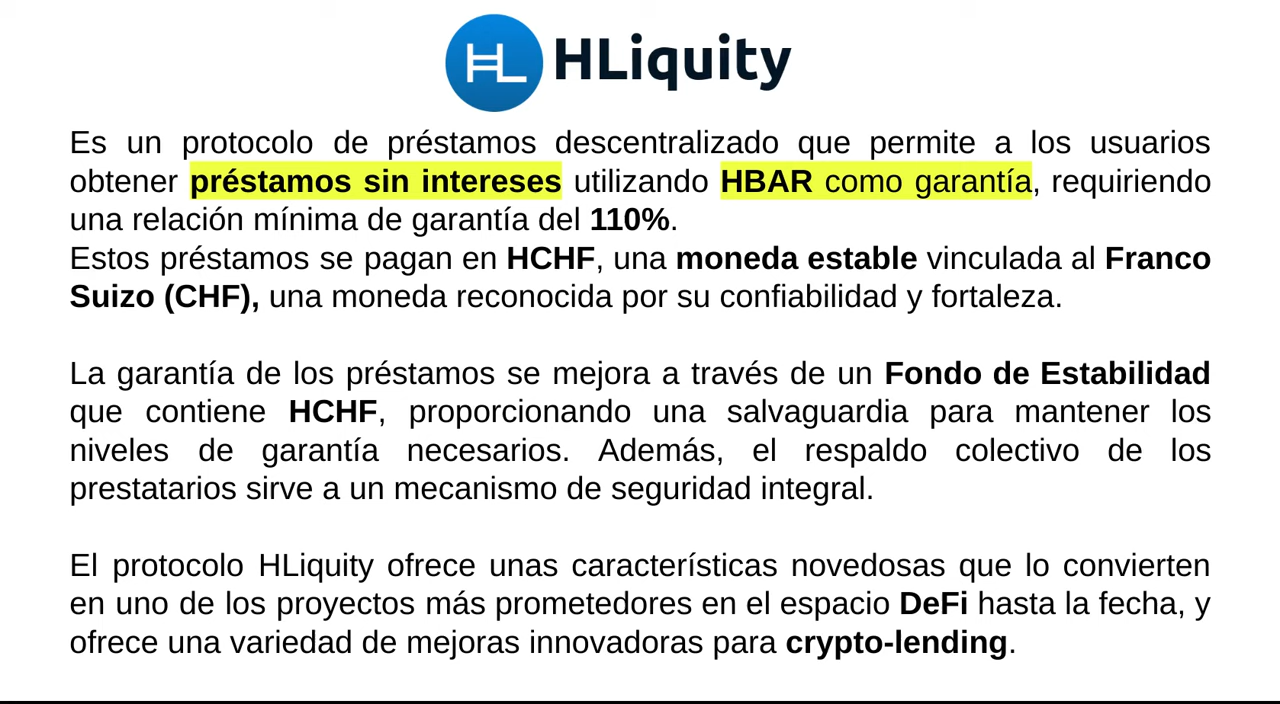 HL HLiquity
Es un protocolo de préstamos descentralizado que permite a los usuarios
obtener préstamos sin intereses utilizando HBAR como garantía, requiriendo
una relación mínima de garantía del 110%.
Estos préstamos se pagan en HCHF, una moneda estable vinculada al Franco
Suizo (CHF), una moneda reconocida por su confiabilidad y fortaleza.
La garantía de los préstamos se mejora a través de un Fondo de Estabilidad
que contiene HCHF, proporcionando una salvaguardia para mantener los
niveles de garantía necesarios. Además, el respaldo colectivo de los
prestatarios sirve a un mecanismo de seguridad integral.
El protocolo HLiquity ofrece unas características novedosas que lo convierten
en uno de los proyectos más prometedores en el espacio DeFi hasta la fecha, y
ofrece una variedad de mejoras innovadoras para crypto-lending.